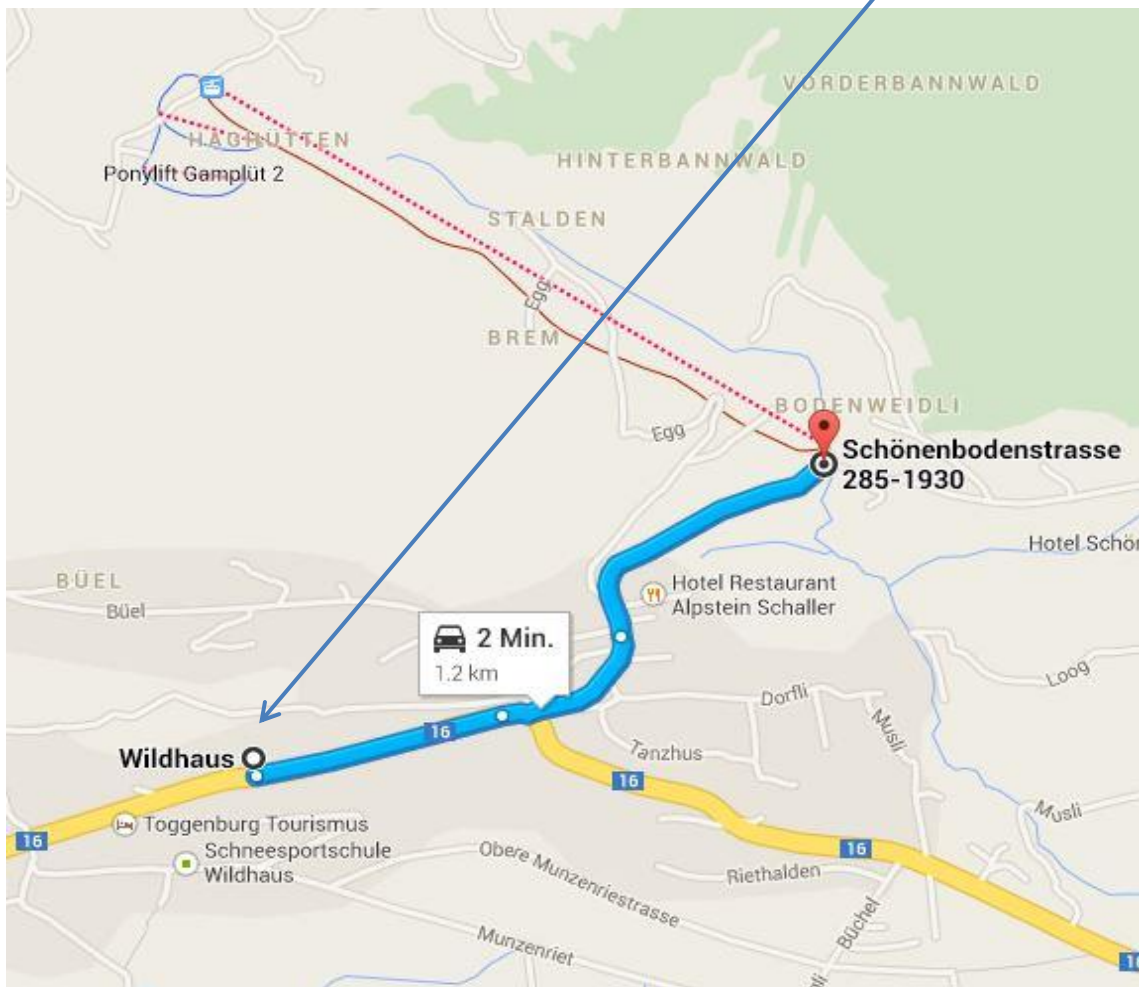 VORDERBANNWALD
HAGHÜTTEN
HINTERBANNWALD
Ponylift Gamplüt 2
STALDEN
Egg
BREM
BODENWEIDLI
Egg
Schönenbodenstrasse
285-1930
Hotel Schön
BÜEL
Büel
Hotel Restaurant
Alpstein Schaller
2 Min.
1.2 km
Loog
Dorfli
Musli
16
Tanzhus
Wildhaus
16
Musli
Toggenburg Tourismus
16
Schneesportschule
Wildhaus
Obere Munzenriestrasse
16
Riethalden
Büchel
Munzenriet
16